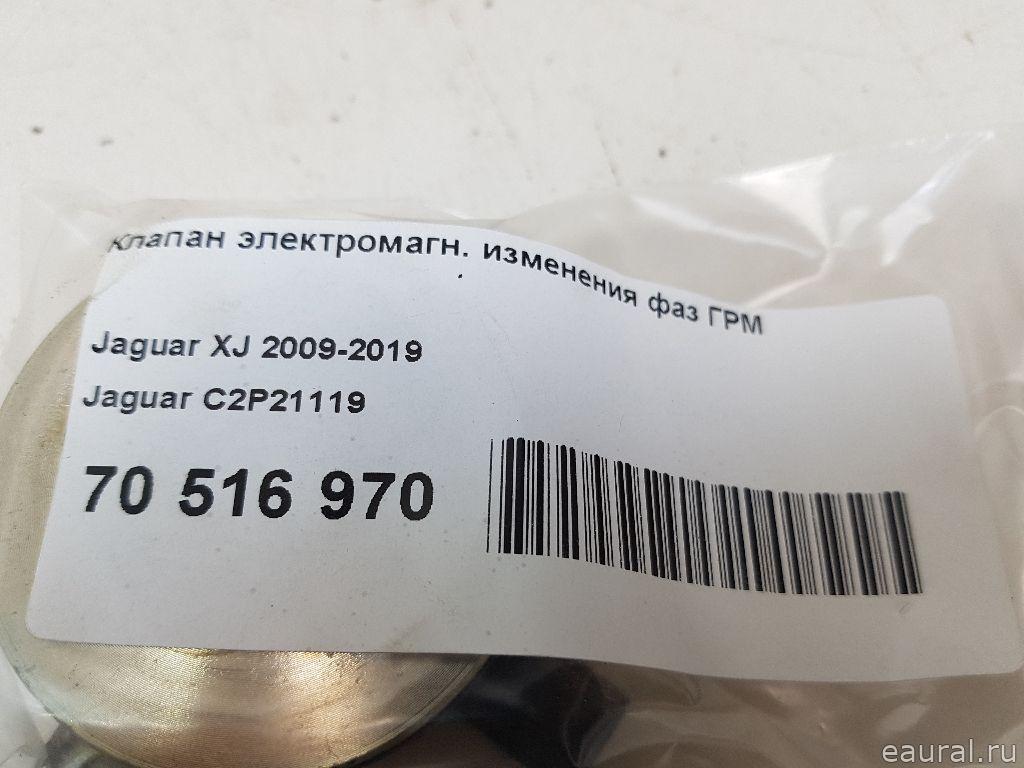 Клапан электромагн. изменения фаз ГРМ
Jaguar XJ 2009-2019
Jaguar C2P21119
70 516 970
eaural.ru